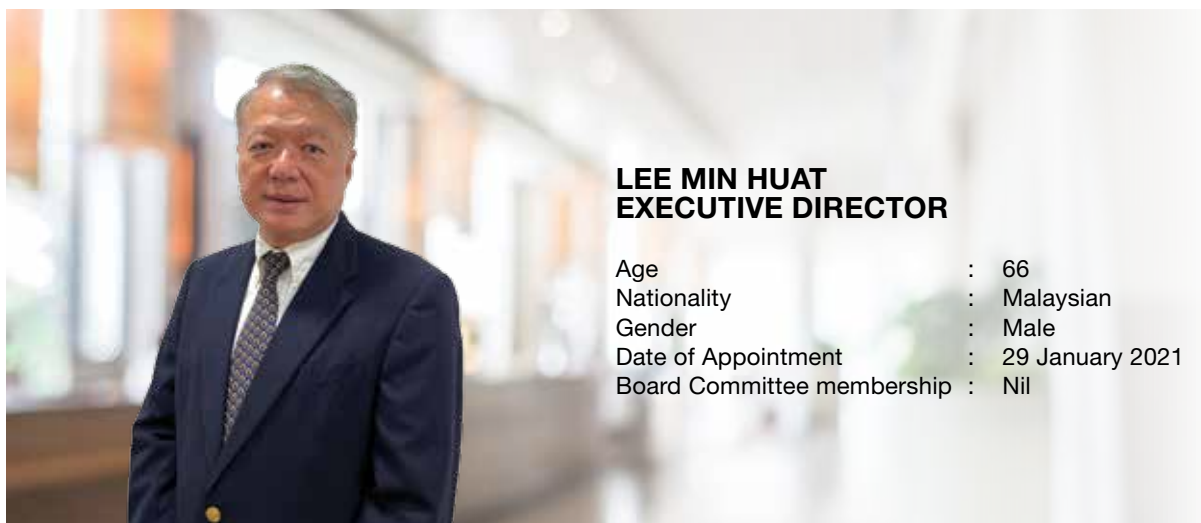 LEE MIN HUAT
EXECUTIVE DIRECTOR
Age : 66
Nationality : Malaysian
Gender : Male
Date of Appointment : 29 January 2021
Board Committee membership : Nil